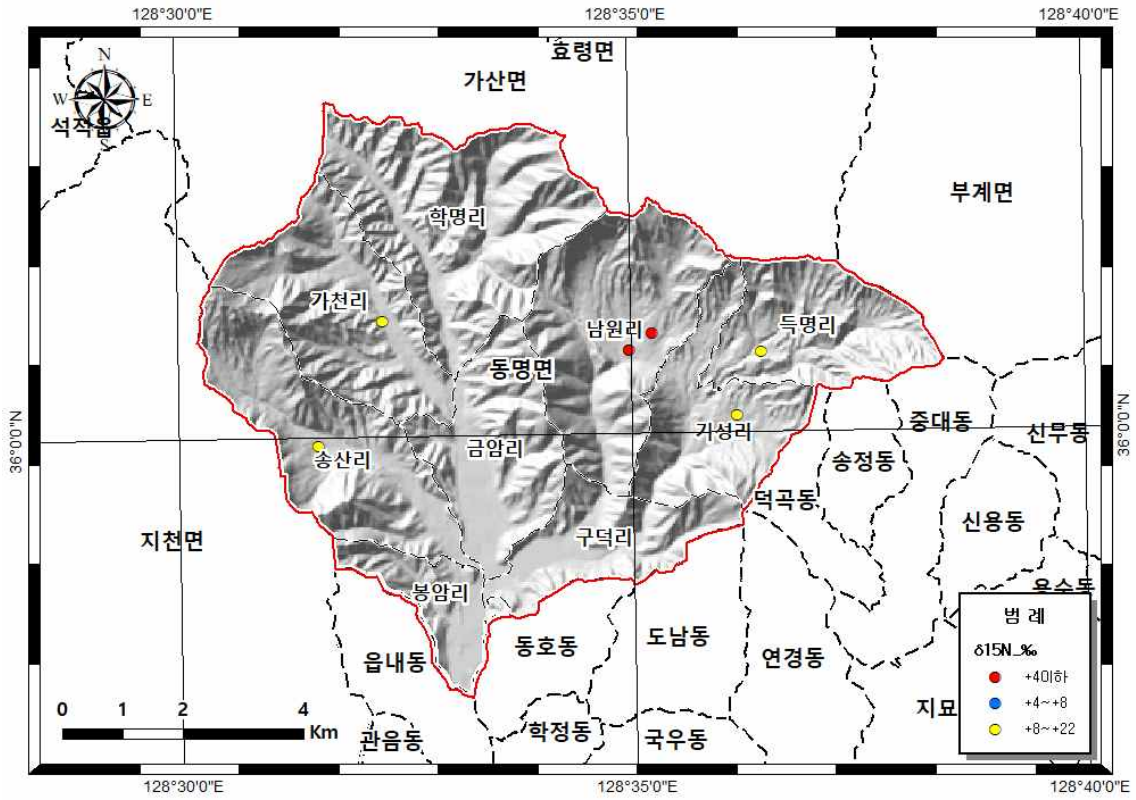 128°30'0"E
128°35'0"E
128°40'0"E
효령면
가산면
N
W
E
S
석적읍
부계면
학명리
가천리
남원리
득명리
동명면
36°0'0"N
36°0'0"N
중대동
기성리
신무동
금암리
송산리
송정동
덕곡동
신용동
구덕리
지천면
봉암리
용수동
범 례
δ15N_‰
+4이하
+4~+8
+8~+22
도남동
동호동
연경동
읍내동
지묘
학정동
관음동
국우동
0
1
2
4
Km
128°30'0"E
128°35'0"E
128°40'0"E